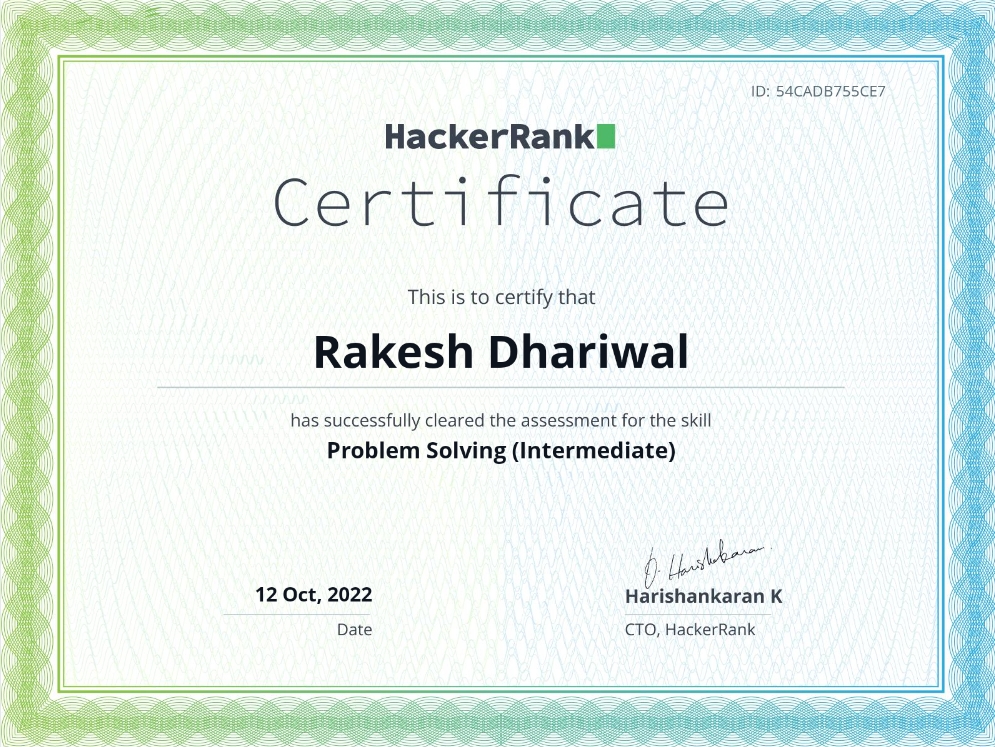 ID: 54CADB755CE7
HackerRank
Certificate
This is to certify that
Rakesh Dhariwal
has successfully cleared the assessment for the skill
Problem Solving (Intermediate)
12 Oct, 2022
Date
Harishankaran K
CTO, HackerRank